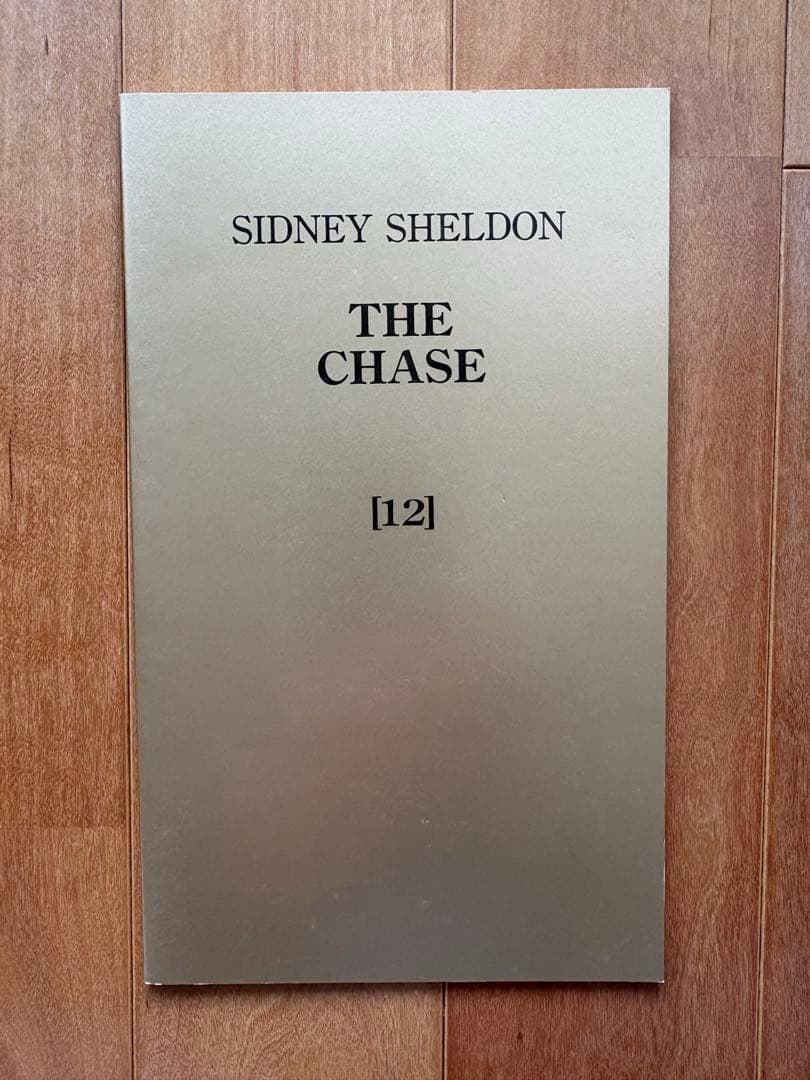 SIDNEY SHELDON
THE
CHASE
[12]